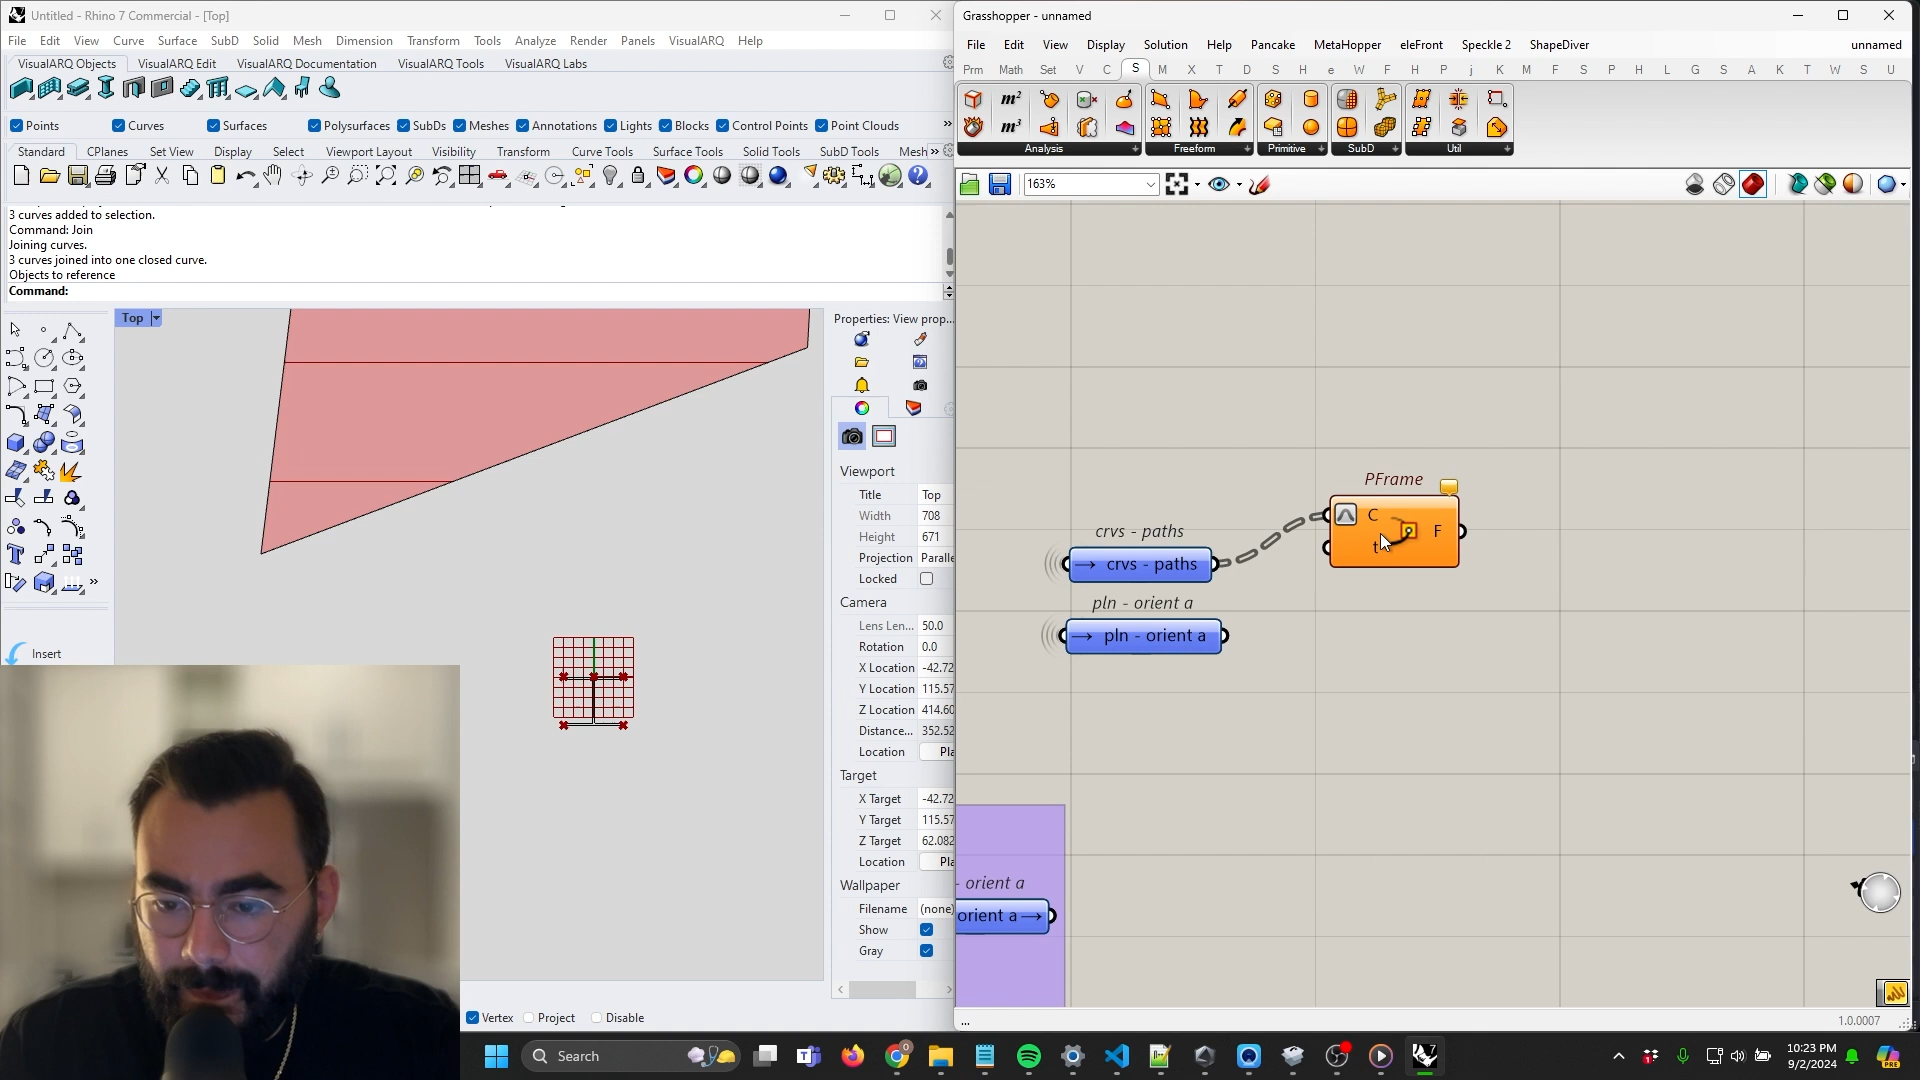 Untitled - Rhino 7 Commercial - [Top]
File Edit View Curve Surface SubD Solid Mesh Dimension Transform Tools Analyze Render Panels VisualARQ Help
VisualARQ Objects VisualARQ Edit VisualARQ Documentation VisualARQ Tools VisualARQ Labs
Points Curves Surfaces Polysurfaces SubDs Meshes Annotations Lights Blocks Control Points Point Clouds »
Standard CPlanes Set View Display Select Viewport Layout Visibility Transform Curve Tools Surface Tools Solid Tools SubD Tools Mesh »
3 curves added to selection.
Command: Join
Joining curves.
3 curves joined into one closed curve.
Objects to reference
Command:
Top
Properties: View prop...
Viewport
Title Top
Width 708
Height 671
Projection Paralle
Locked
Camera
Lens Len... 50.0
Rotation 0.0
X Location -42.72
Y Location 115.57
Z Location 414.60
Distance... 352.52
Location Pla
Target
X Target -42.72
Y Target 115.57
Z Target 62.082
Location Pla
Wallpaper
Filename (none)
Show
Gray
»
Insert
Vertex Project Disable
Grasshopper - unnamed
File Edit View Display Solution Help Pancake MetaHopper eleFront Speckle 2 ShapeDiver unnamed
Prm Math Set V C S M X T D S H e W F H P j K M F S P H L G S A K T W S U
m²
m³
Analysis Freeform Primitive SubD Util
163%
PFrame
C
t
F
crvs - paths
crvs - paths
pln - orient a
pln - orient a
- orient a
orient a
...
1.0.0007
Search
10:23 PM
9/2/2024
PRE